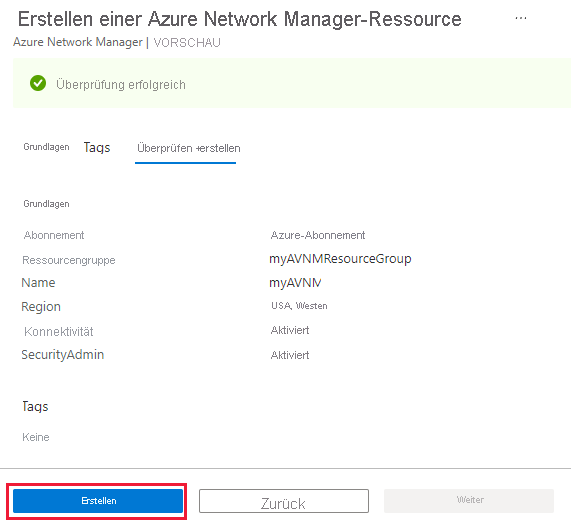 Erstellen einer Azure Network Manager-Ressource ...
Azure Network Manager | VORSCHAU
Überprüfung erfolgreich
Grundlagen Tags Überprüfen +erstellen
Grundlagen
Abonnement Azure-Abonnement
Ressourcengruppe myAVNMResourceGroup
Name myAVNM
Region USA, Westen
Konnektivität Aktiviert
SecurityAdmin Aktiviert
Tags
Keine
Erstellen Zurück Weiter